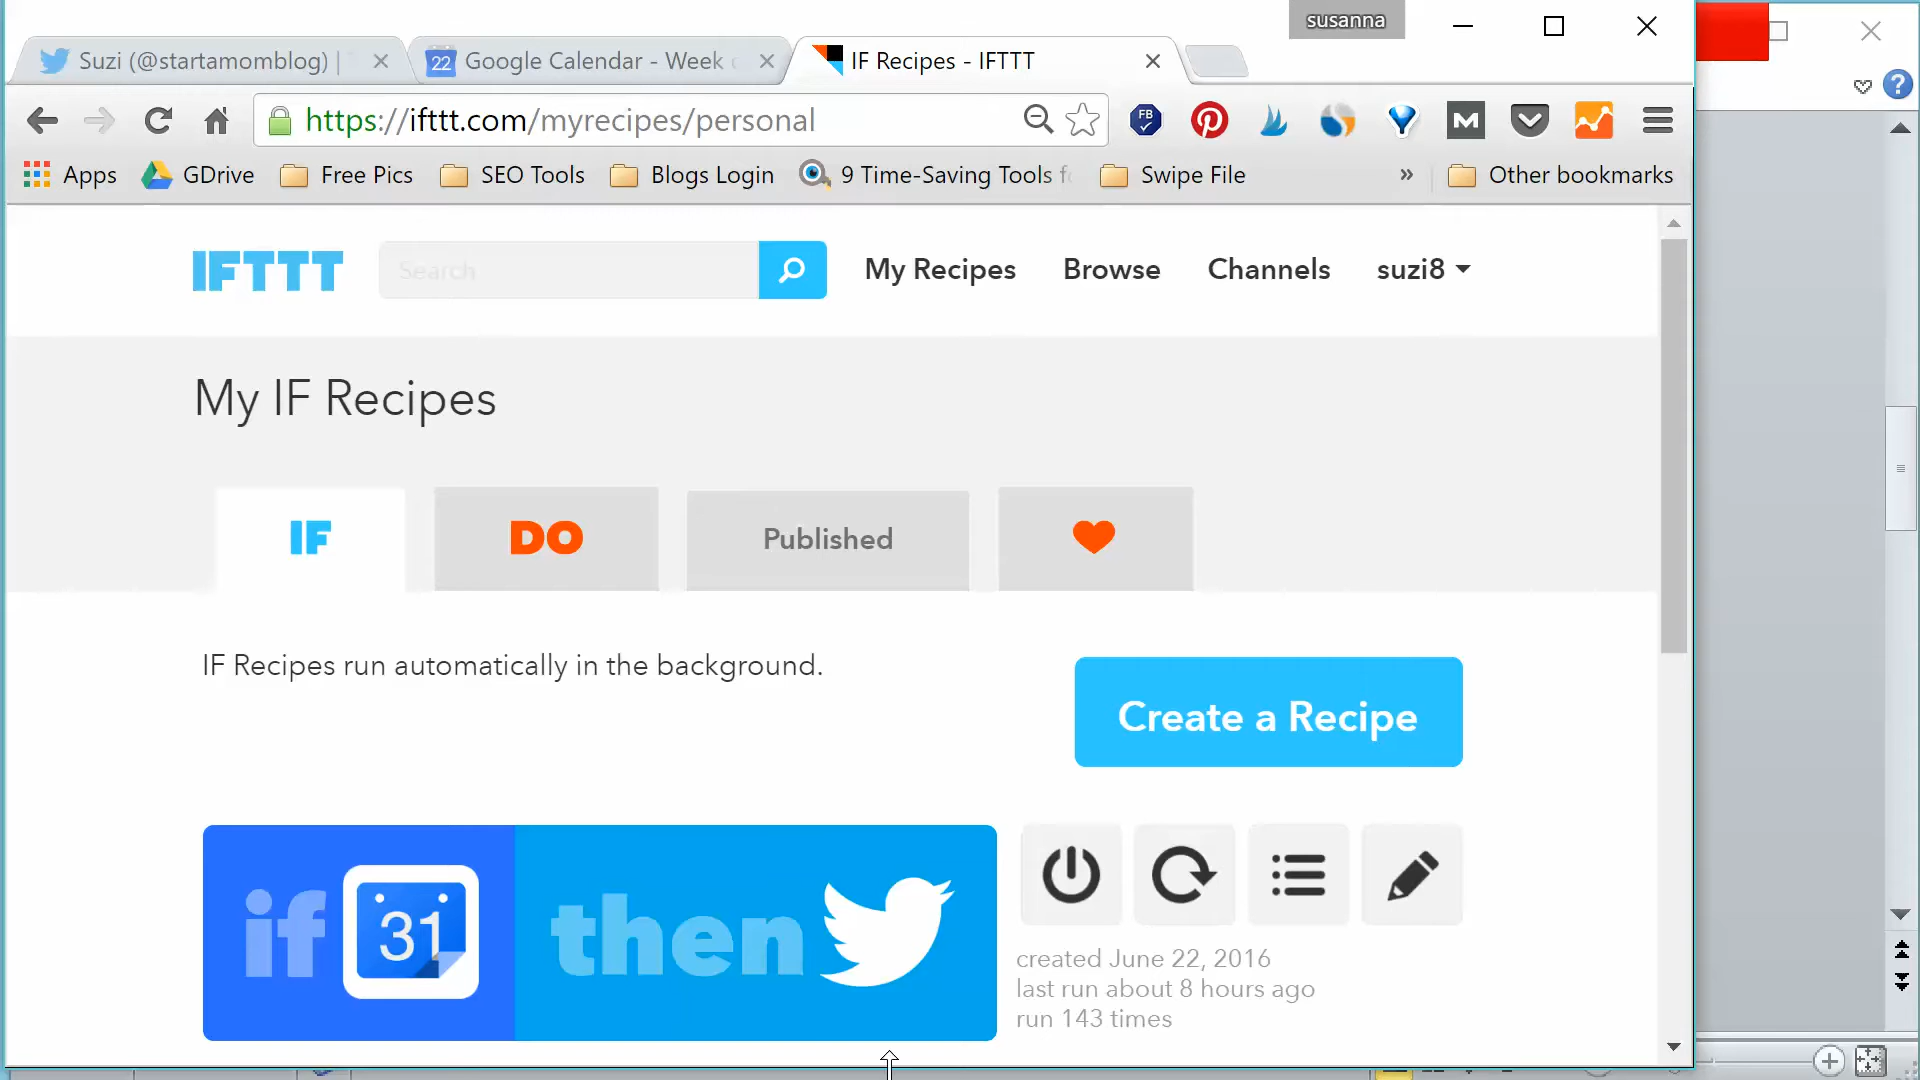 susanna
Suzi (@startamomblog) |
22
Google Calendar - Week
IF Recipes - IFTTT
https://ifttt.com/myrecipes/personal
FB
M
?
Apps
GDrive
Free Pics
SEO Tools
Blogs Login
9 Time-Saving Tools
Swipe File
»
Other bookmarks
IFTTT
Search
My Recipes
Browse
Channels
suzi8
My IF Recipes
IF
DO
Published
IF Recipes run automatically in the background.
Create a Recipe
if
31
then
created June 22, 2016
last run about 8 hours ago
run 143 times